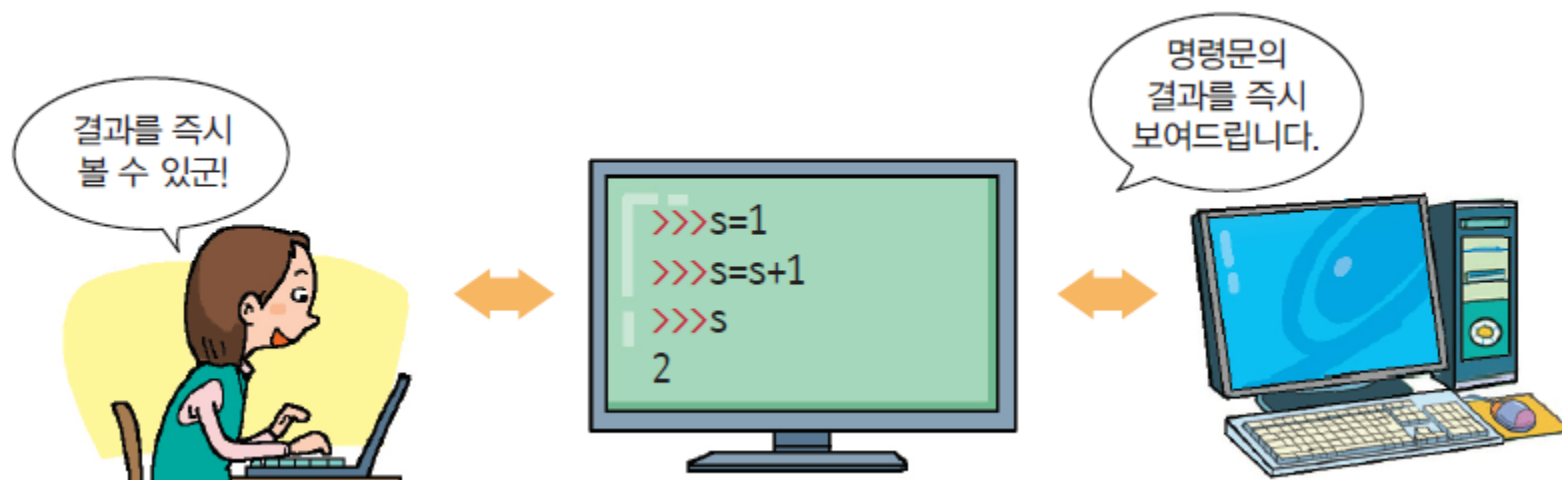 결과를 즉시
볼 수 있군!
>>>s=1
>>>s=s+1
>>>s
2
명령문의
결과를 즉시
보여드립니다.